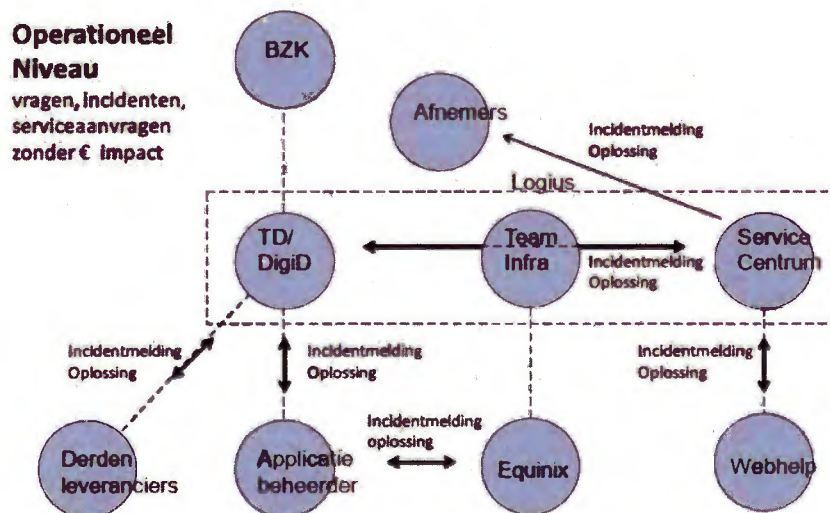 Operationeel
Niveau
vragen, incidenten,
serviceaanvragen
zonder € impact
BZK
Afnemers
Incidentmelding
Oplossing
Logius
TD/
DigiD
Team
Infra
Incidentmelding
Oplossing
Service
Centrum
Incidentmelding
Oplossing
Incidentmelding
Oplossing
Incidentmelding
Oplossing
Incidentmelding
oplossing
Derden
leveranciers
Applicatie
beheerder
Equinix
Webhelp